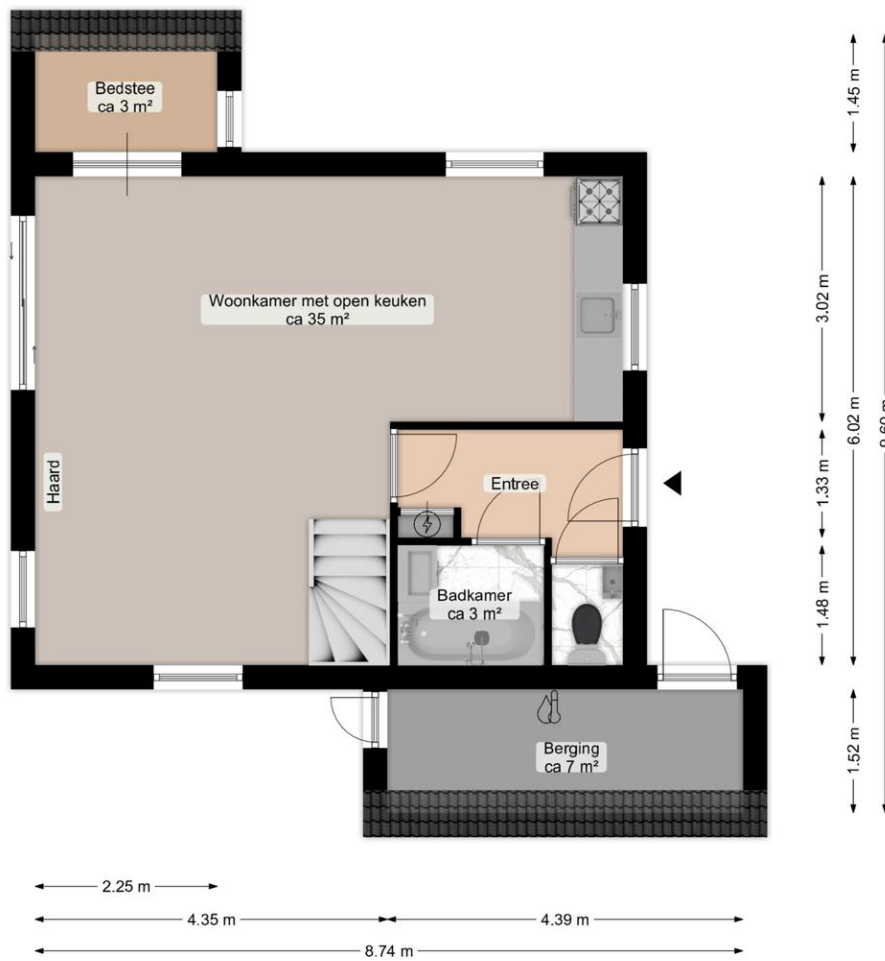 Bedstee
ca 3 m²
1.45 m
Woonkamer met open keuken
ca 35 m²
3.02 m
6.02 m
9.60 m
Haard
Entree
1.33 m
Badkamer
ca 3 m²
1.48 m
Berging
ca 7 m²
1.52 m
2.25 m
4.35 m
4.39 m
8.74 m